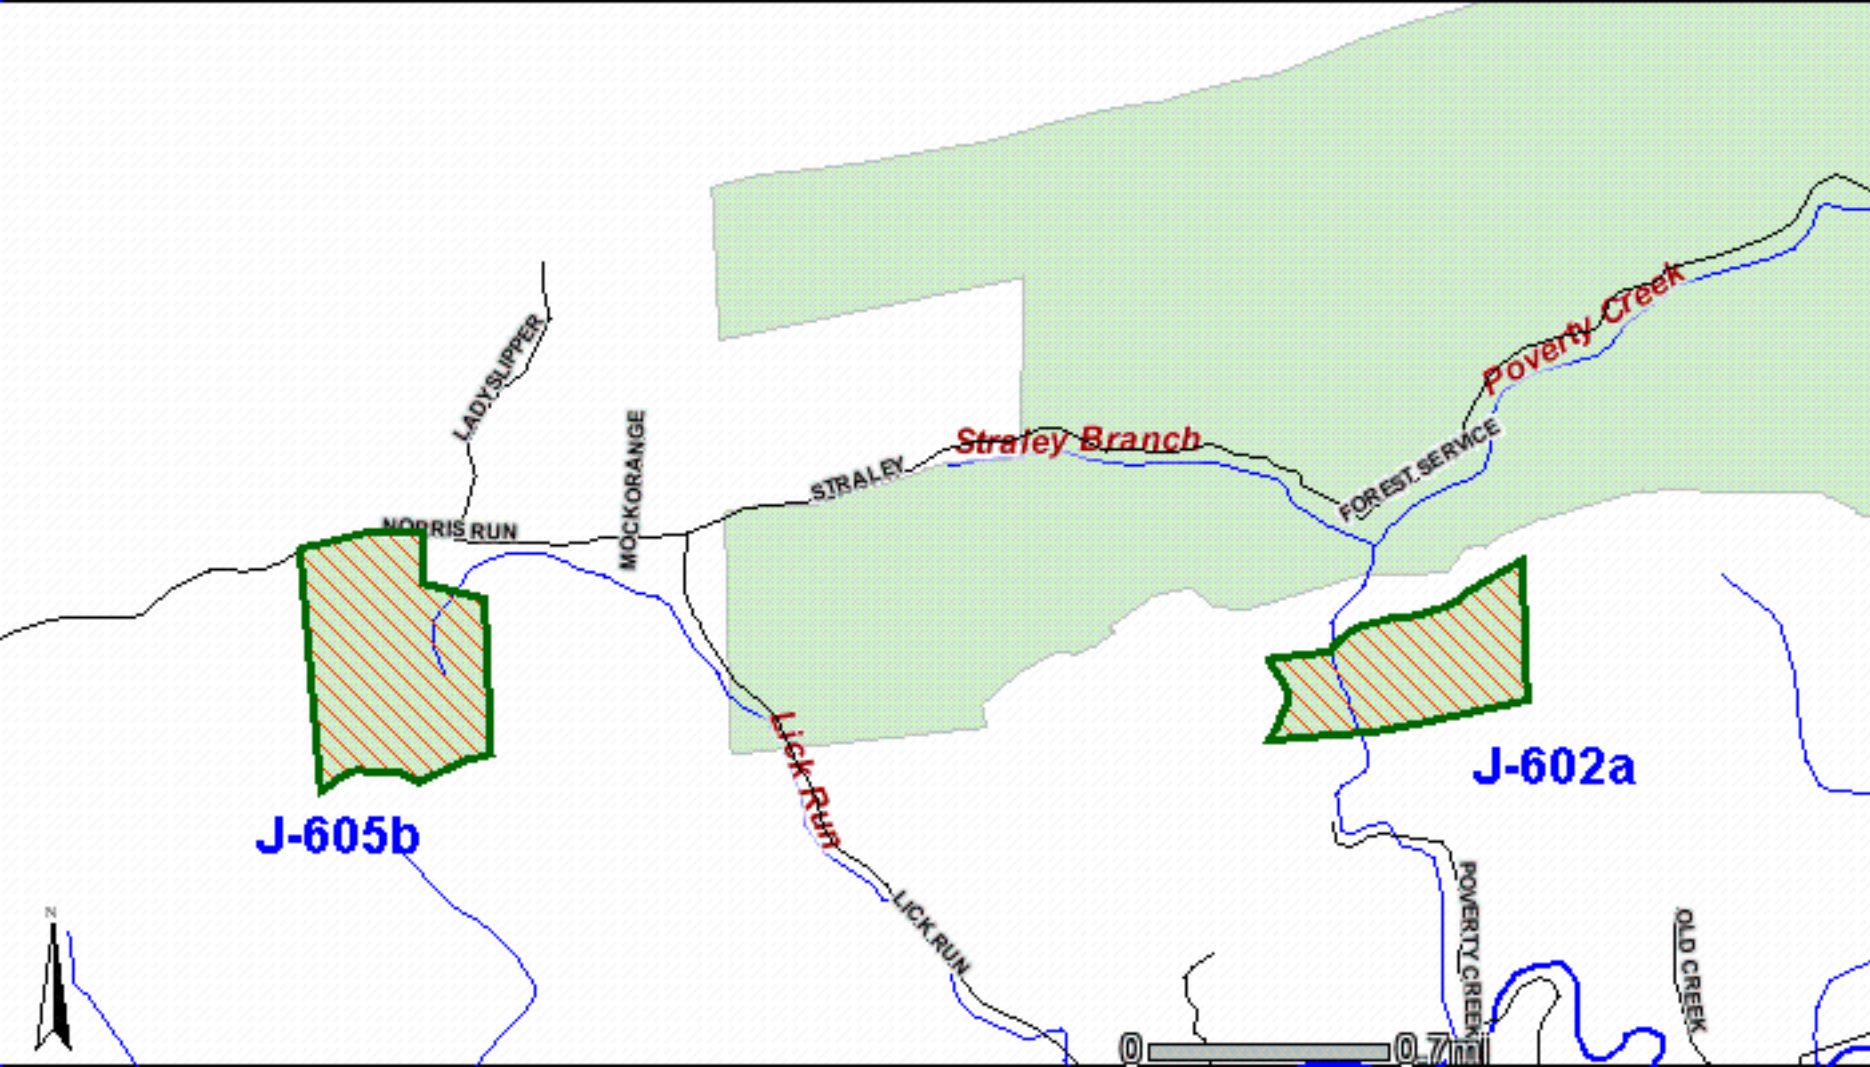 Poverty Creek
LADYSLIPPER
MOCKORANGE
Straley Branch
STRALEY
FOREST SERVICE
NORRIS RUN
Lick Run
J-602a
J-605b
LICK RUN
POVERTY CREEK
OLD CREEK
N
0
0.7mi